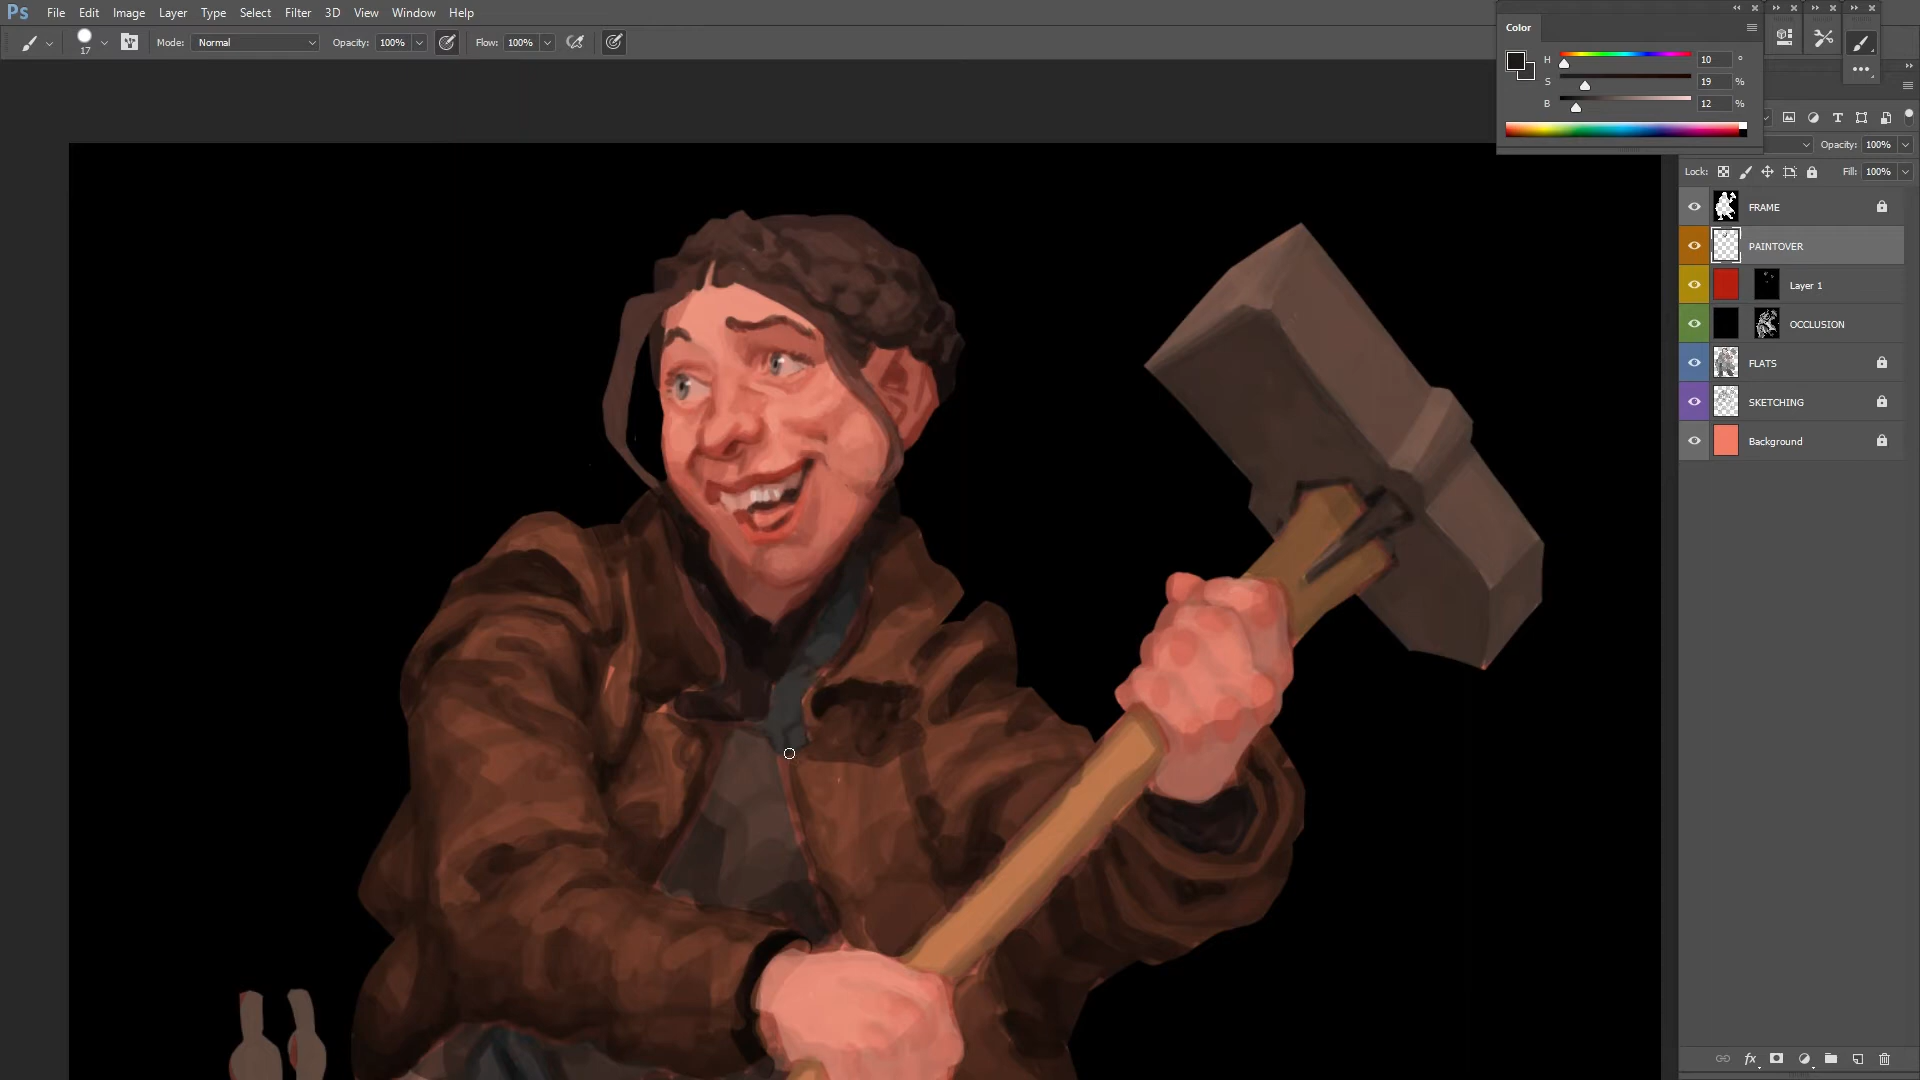 Ps File Edit Image Layer Type Select Filter 3D View Window Help
17 Mode: Normal Opacity: 100% Flow: 100%
Color
H 10 °
S 19 %
B 12 %
Opacity: 100%
Lock: Fill: 100%
FRAME
PAINTOVER
Layer 1
OCCLUSION
FLATS
SKETCHING
Background
fx